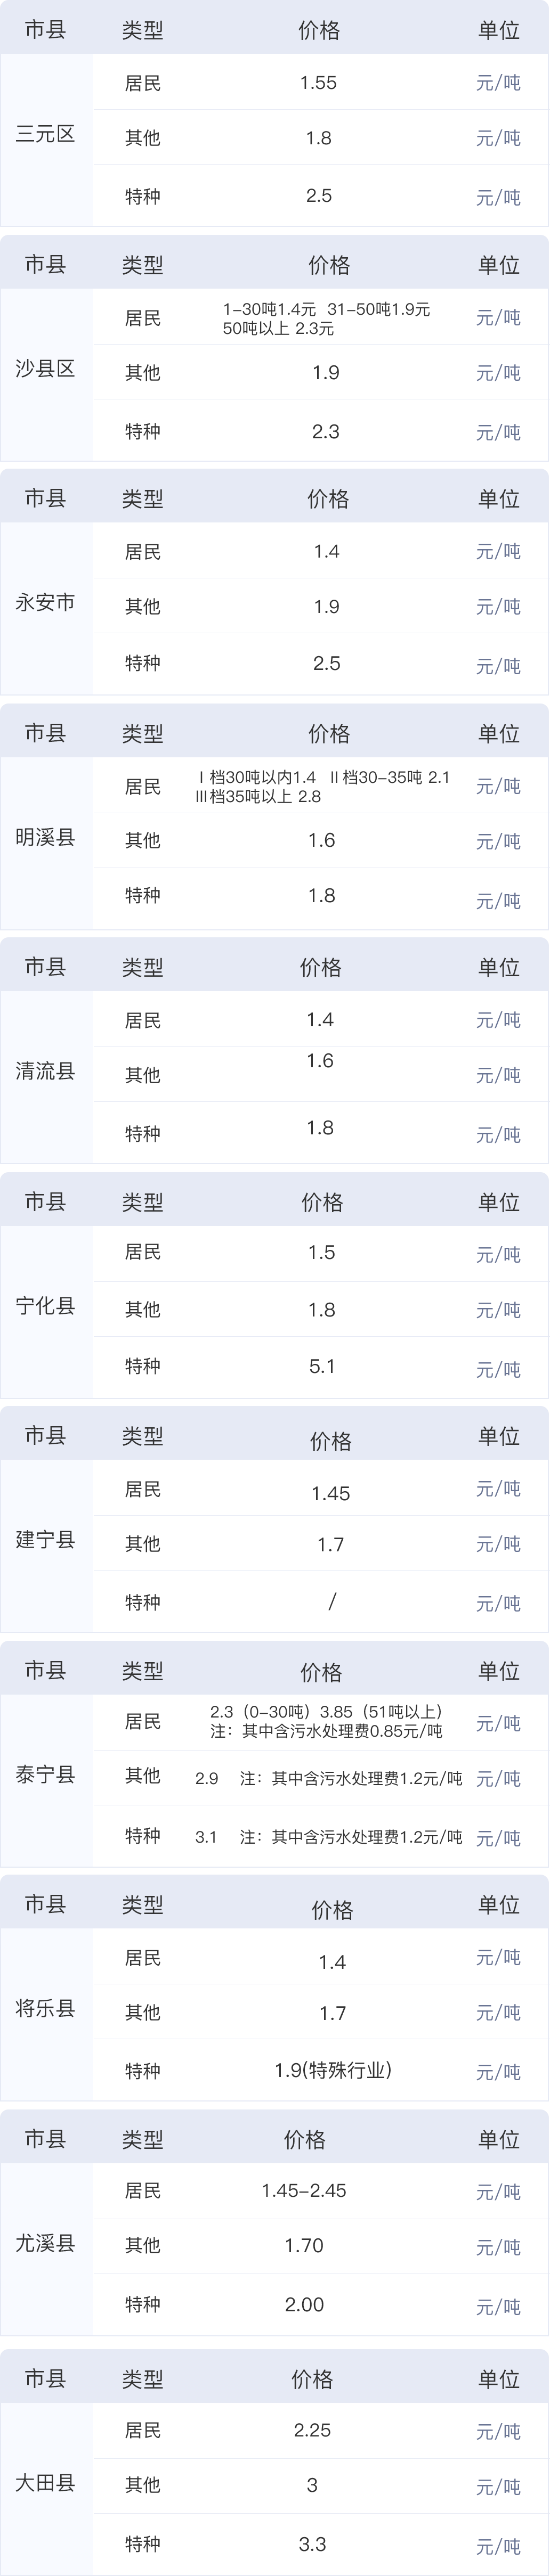 市县 类型 价格 单位
居民 1.55 元/吨
三元区 其他 1.8 元/吨
特种 2.5 元/吨
市县 类型 价格 单位
居民 1-30吨1.4元 31-50吨1.9元 元/吨
50吨以上 2.3元
沙县区 其他 1.9 元/吨
特种 2.3 元/吨
市县 类型 价格 单位
居民 1.4 元/吨
永安市 其他 1.9 元/吨
特种 2.5 元/吨
市县 类型 价格 单位
居民 Ⅰ档30吨以内1.4 Ⅱ档30-35吨 2.1 元/吨
Ⅲ档35吨以上 2.8
明溪县 其他 1.6 元/吨
特种 1.8 元/吨
市县 类型 价格 单位
居民 1.4 元/吨
清流县 其他 1.6 元/吨
特种 1.8 元/吨
市县 类型 价格 单位
居民 1.5 元/吨
宁化县 其他 1.8 元/吨
特种 5.1 元/吨
市县 类型 价格 单位
居民 1.45 元/吨
建宁县 其他 1.7 元/吨
特种 / 元/吨
市县 类型 价格 单位
居民 2.3（0-30吨）3.85（51吨以上） 元/吨
注：其中含污水处理费0.85元/吨
泰宁县 其他 2.9 注：其中含污水处理费1.2元/吨 元/吨
特种 3.1 注：其中含污水处理费1.2元/吨 元/吨
市县 类型 价格 单位
居民 1.4 元/吨
将乐县 其他 1.7 元/吨
特种 1.9(特殊行业) 元/吨
市县 类型 价格 单位
居民 1.45-2.45 元/吨
尤溪县 其他 1.70 元/吨
特种 2.00 元/吨
市县 类型 价格 单位
居民 2.25 元/吨
大田县 其他 3 元/吨
特种 3.3 元/吨